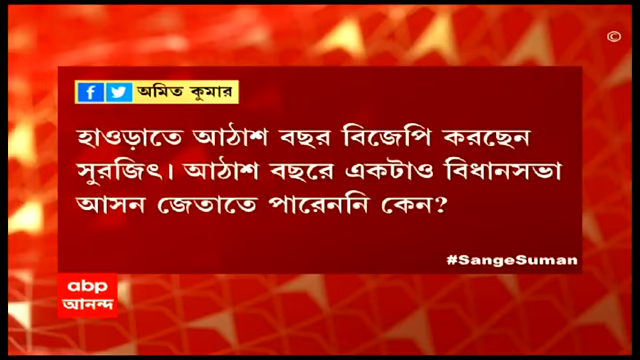 ©
অমিত কুমার
হাওড়াতে আঠাশ বছর বিজেপি করছেন
সুরজিৎ। আঠাশ বছরে একটাও বিধানসভা
আসন জেতাতে পারেননি কেন?
#SangeSuman
abp
আনন্দ